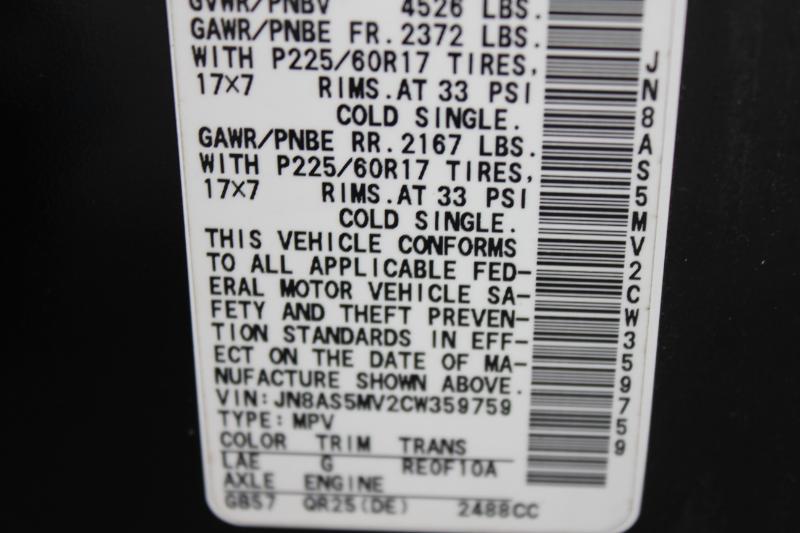 GVWR/PNBV 4526 LBS.
GAWR/PNBE FR. 2372 LBS.
WITH P225/60R17 TIRES,
17X7 RIMS. AT 33 PSI
COLD SINGLE.
GAWR/PNBE RR. 2167 LBS.
WITH P225/60R17 TIRES,
17X7 RIMS. AT 33 PSI
COLD SINGLE.
THIS VEHICLE CONFORMS
TO ALL APPLICABLE FED-
ERAL MOTOR VEHICLE SA-
FETY AND THEFT PREVEN-
TION STANDARDS IN EFF-
ECT ON THE DATE OF MA-
NUFACTURE SHOWN ABOVE.
VIN: JN8AS5MV2CW359759
TYPE: MPV
COLOR TRIM TRANS
LAE G RE0F10A
AXLE ENGINE
GB57 QR25(DE) 2488CC
JN8AS5MV2CW359759